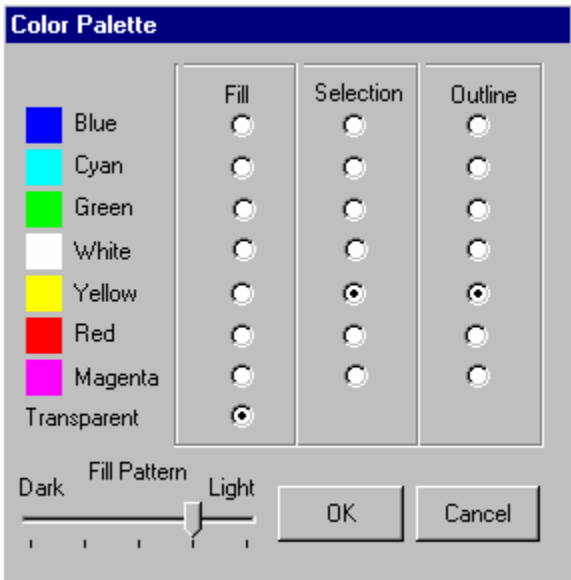 Color Palette
Fill Selection Outline
Blue
Cyan
Green
White
Yellow
Red
Magenta
Transparent
Fill Pattern
Dark Light
OK Cancel